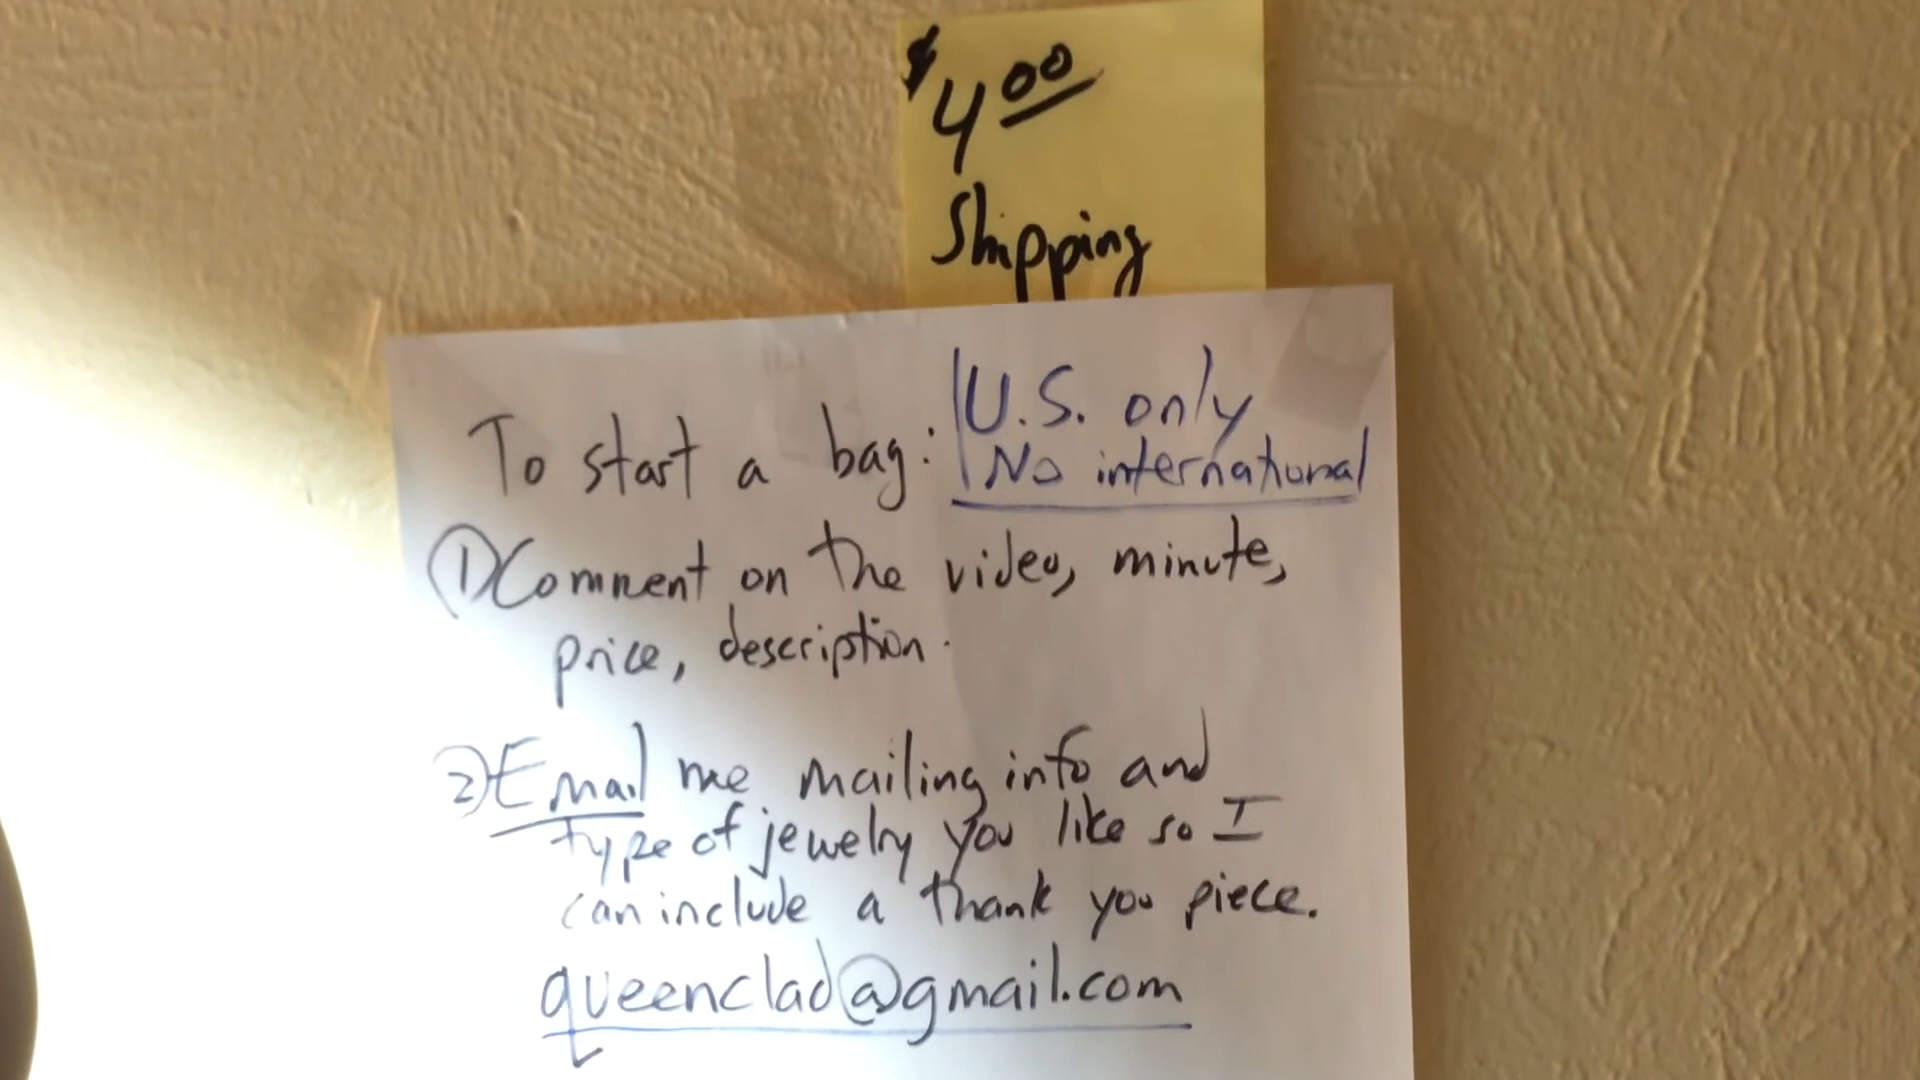 $4.00
Shipping
To start a bag: U.S. only
No international
1) Comment on the video, minute,
price, description.
2) Email me mailing info and
type of jewelry you like so I
can include a thank you piece.
queenclad@gmail.com